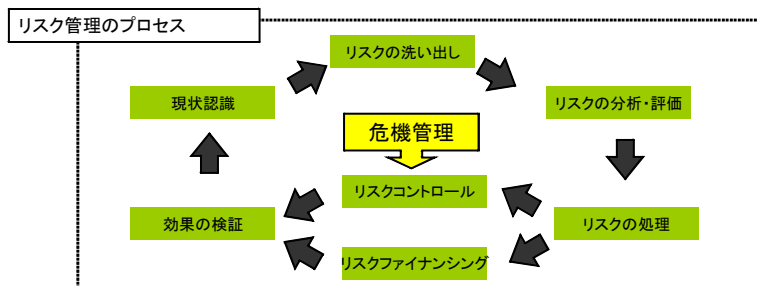 リスク管理のプロセス
リスクの洗い出し
現状認識
リスクの分析・評価
危機管理
リスクコントロール
効果の検証
リスクの処理
リスクファイナンシング